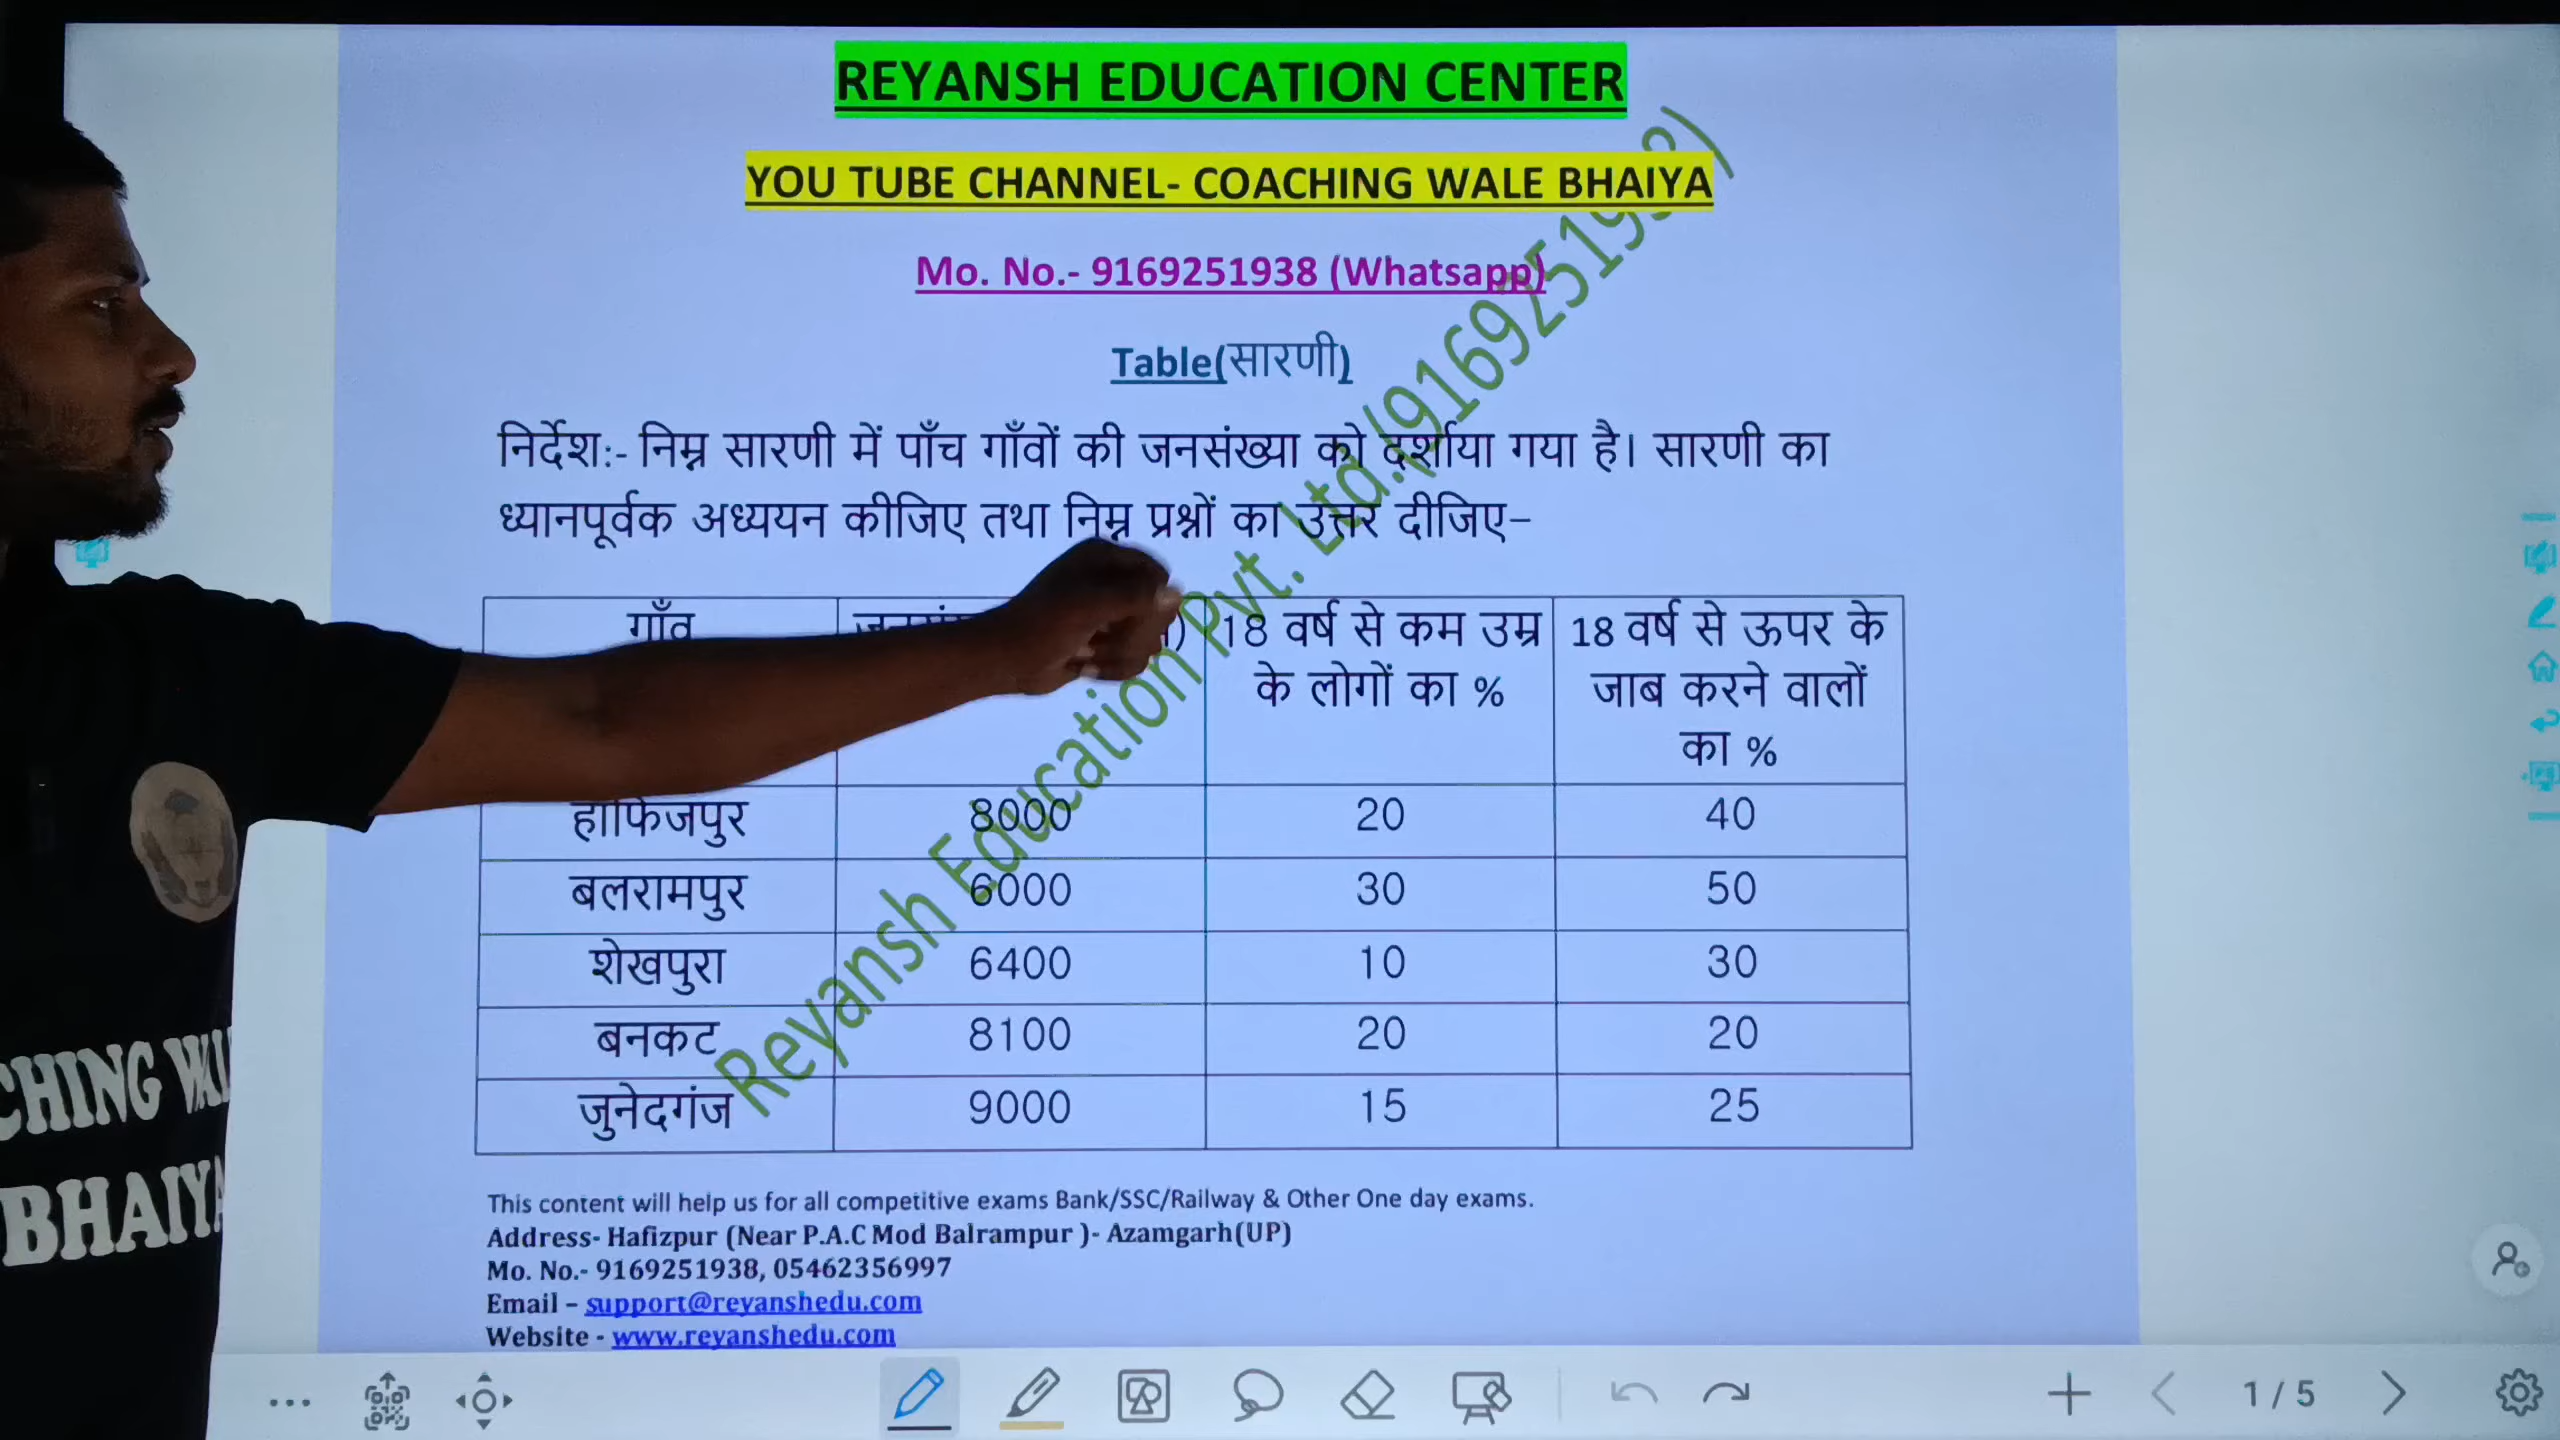 REYANSH EDUCATION CENTER
YOU TUBE CHANNEL- COACHING WALE BHAIYA
Mo. No.- 9169251938 (Whatsapp)
Table(सारणी)
निर्देश:- निम्न सारणी में पाँच गाँवों की जनसंख्या को दर्शाया गया है। सारणी का
ध्यानपूर्वक अध्ययन कीजिए तथा निम्न प्रश्नों का उत्तर दीजिए–
गाँव 18 वर्ष से कम उम्र 18 वर्ष से ऊपर के
के लोगों का % जाब करने वालों
का %
हाफिजपुर 8000 20 40
बलरामपुर 6000 30 50
शेखपुरा 6400 10 30
बनकट 8100 20 20
जुनेदगंज 9000 15 25
Reyansh Education Pvt. Ltd.(9169251938)
This content will help us for all competitive exams Bank/SSC/Railway & Other One day exams.
Address- Hafizpur (Near P.A.C Mod Balrampur )- Azamgarh(UP)
Mo. No.- 9169251938, 05462356997
Email – support@reyanshedu.com
Website - www.reyanshedu.com
1 / 5
CHING WAL
BHAIYA